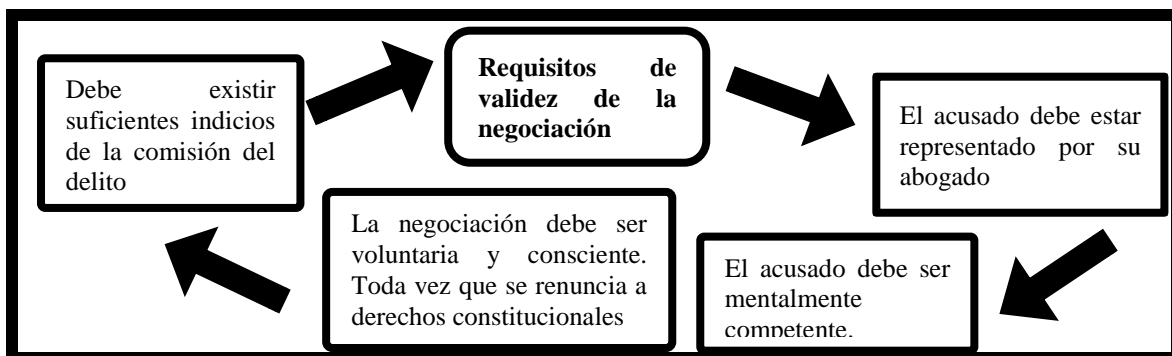 Requisitos de
validez de la
negociación
El acusado debe estar
representado por su
abogado
El acusado debe ser
mentalmente
competente.
La negociación debe ser
voluntaria y consciente.
Toda vez que se renuncia a
derechos constitucionales
Debe existir
suficientes indicios
de la comisión del
delito